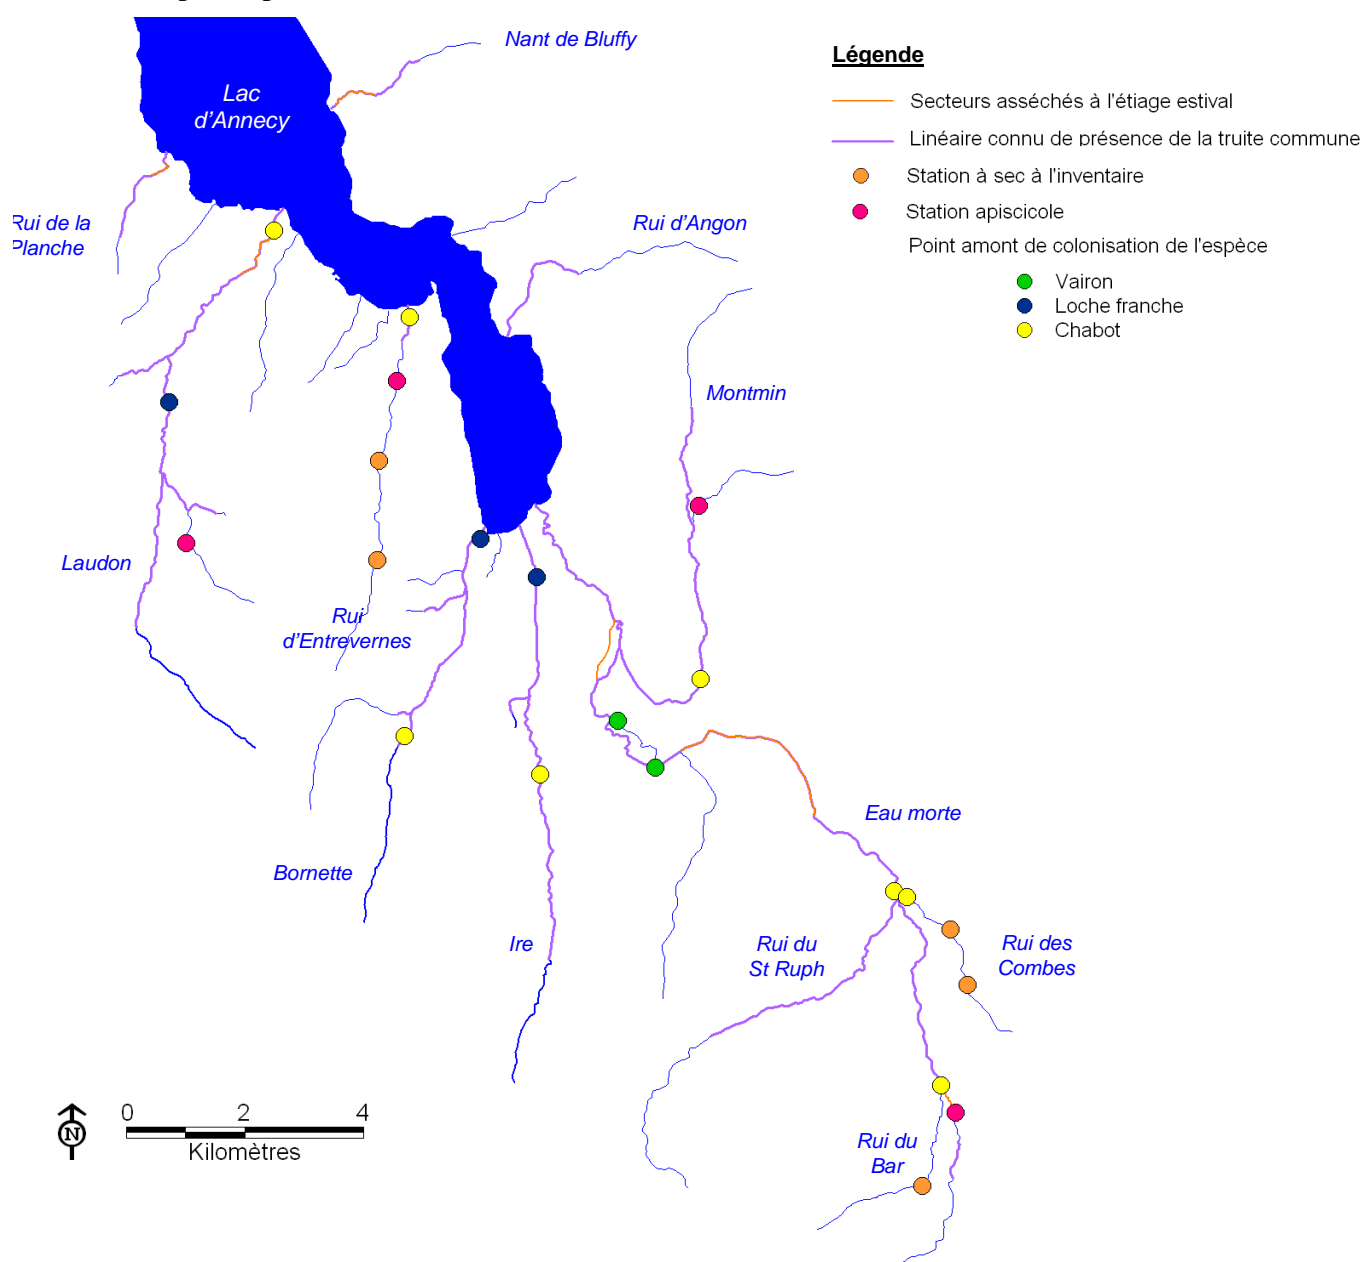 Nant de Bluffy
Légende
Lac
d'Annecy
Secteurs asséchés à l'étiage estival
Linéaire connu de présence de la truite commune
Station à sec à l'inventaire
Station apiscicole
Rui de la
Planche
Rui d'Angon
Point amont de colonisation de l'espèce
Vairon
Loche franche
Chabot
Montmin
Laudon
Rui
d'Entrevernes
Eau morte
Bornette
Ire
Rui du
St Ruph
Rui des
Combes
0 2 4
Kilomètres
N
Rui du
Bar